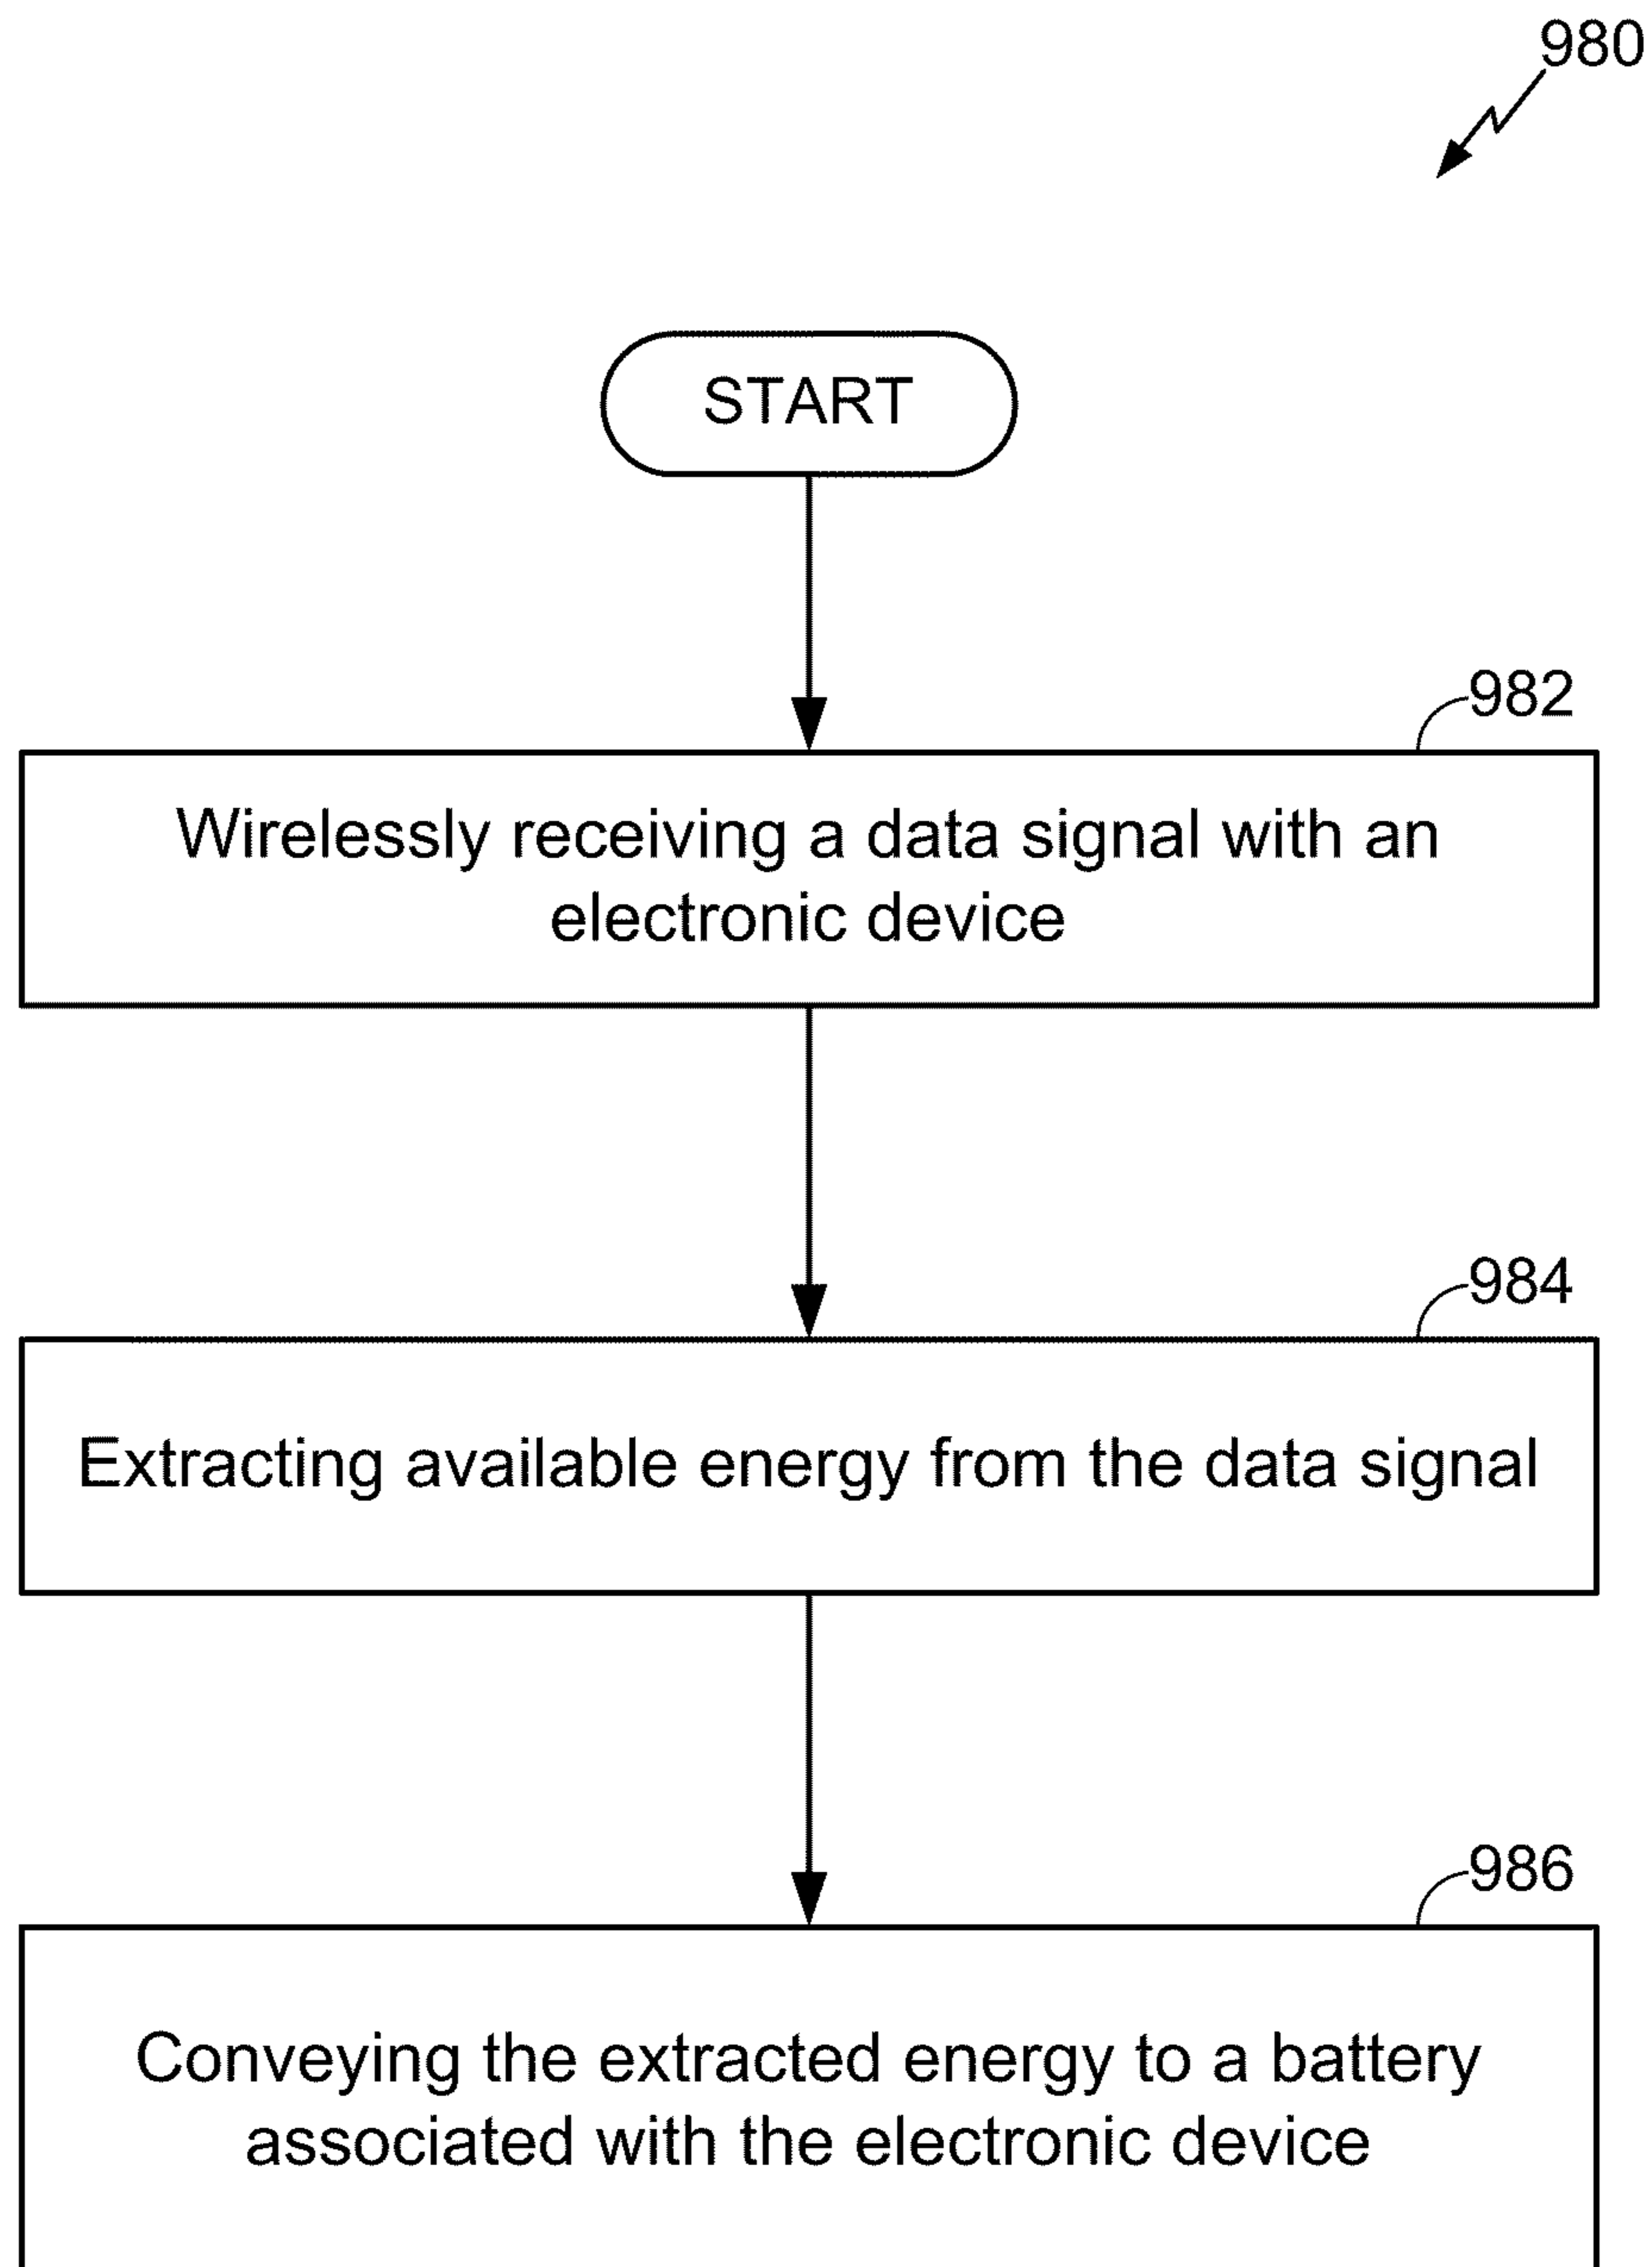 980
START
982
Wirelessly receiving a data signal with an
electronic device
984
Extracting available energy from the data signal
986
Conveying the extracted energy to a battery
associated with the electronic device